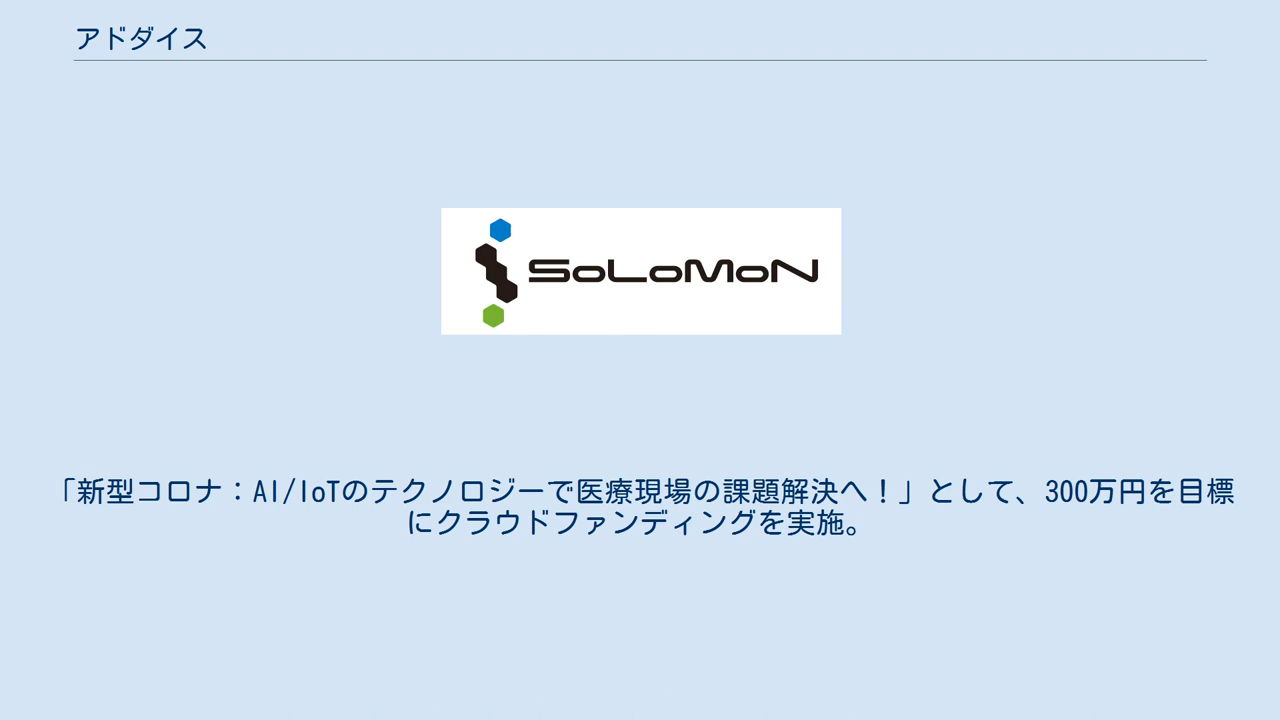 アドダイス
SoLoMoN
「新型コロナ：AI/IoTのテクノロジーで医療現場の課題解決へ！」として、300万円を目標
にクラウドファンディングを実施。